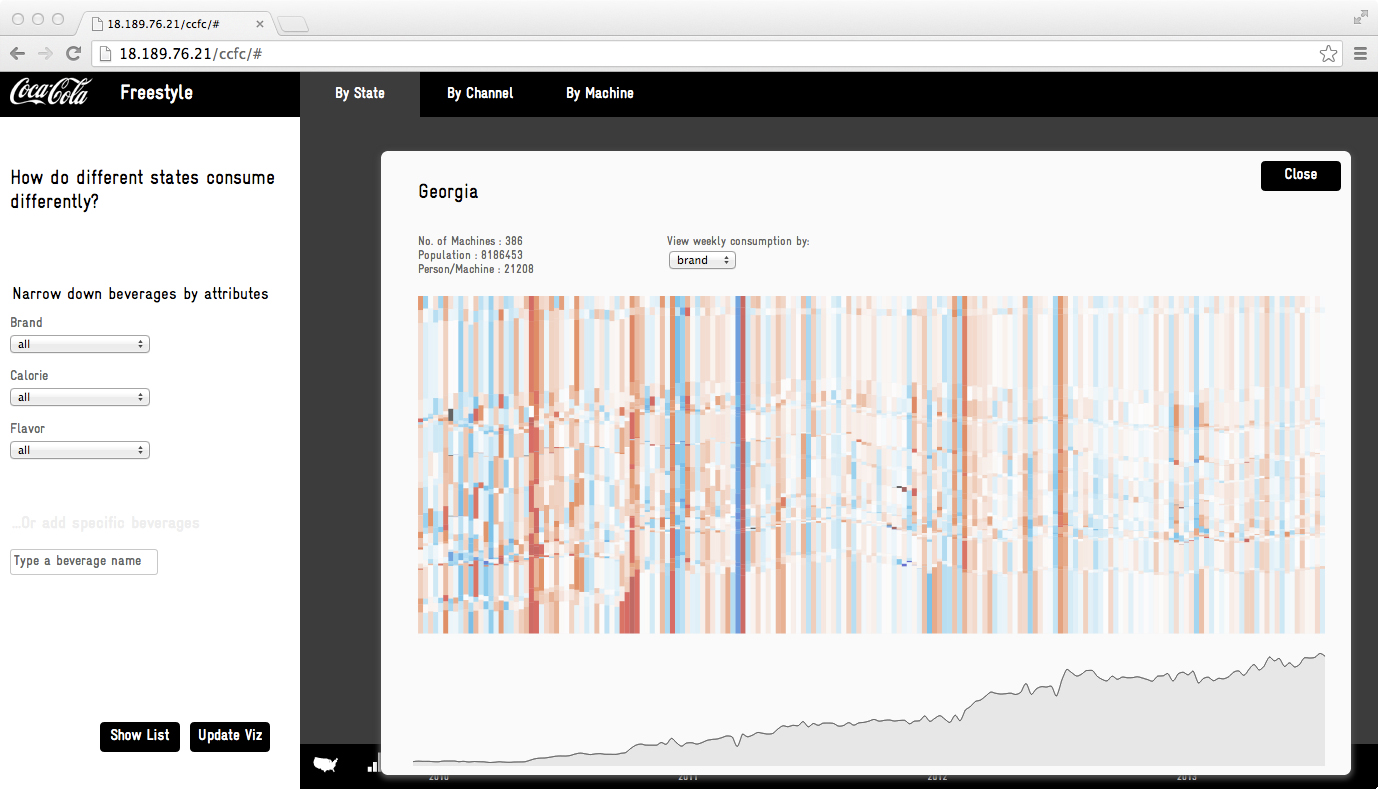 18.189.76.21/ccfc/#
18.189.76.21/ccfc/#
Coca-Cola Freestyle
By State By Channel By Machine
How do different states consume
differently?
Georgia
Close
No. of Machines : 386
Population : 8186453
Person/Machine : 21208
View weekly consumption by:
brand
Narrow down beverages by attributes
Brand
all
Calorie
all
Flavor
all
...Or add specific beverages
Type a beverage name
Show List Update Viz
2010 2011 2012 2013